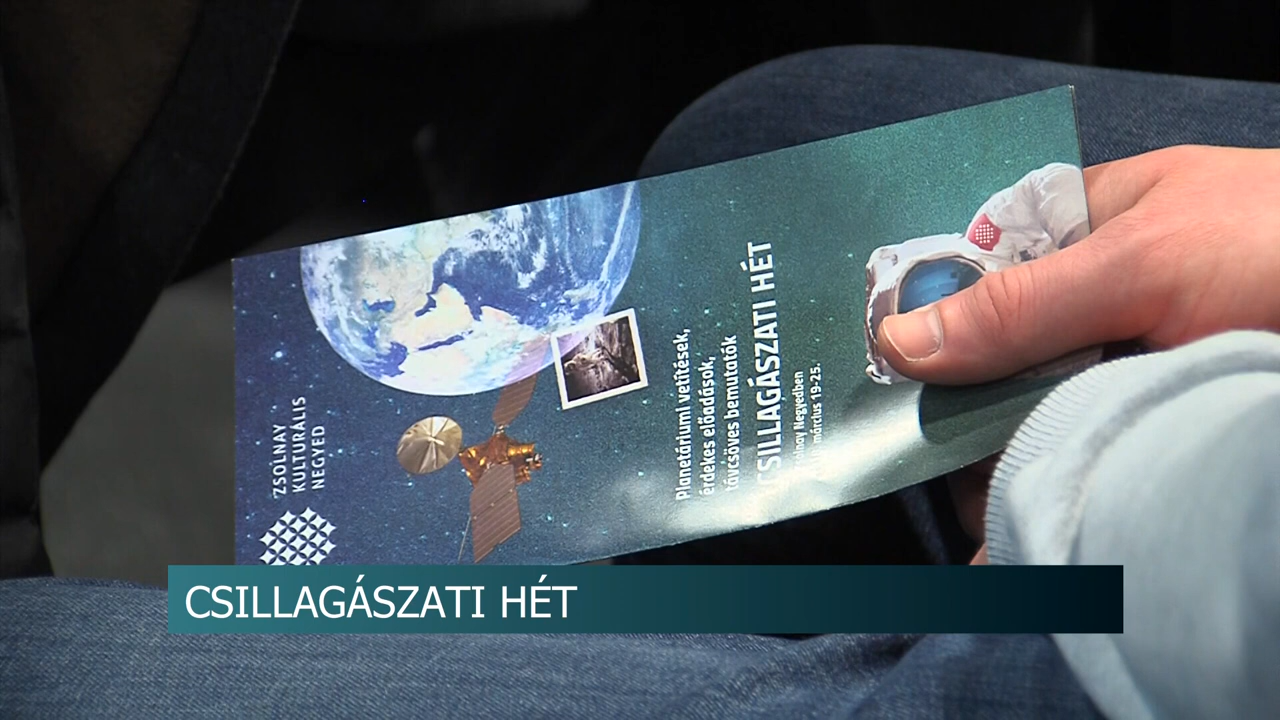 ZSOLNAY
KULTURÁLIS
NEGYED
Planetáriumi vetítések,
érdekes előadások,
távcsöves bemutatók
CSILLAGÁSZATI HÉT
Negyedben
március 19-25.
CSILLAGÁSZATI HÉT